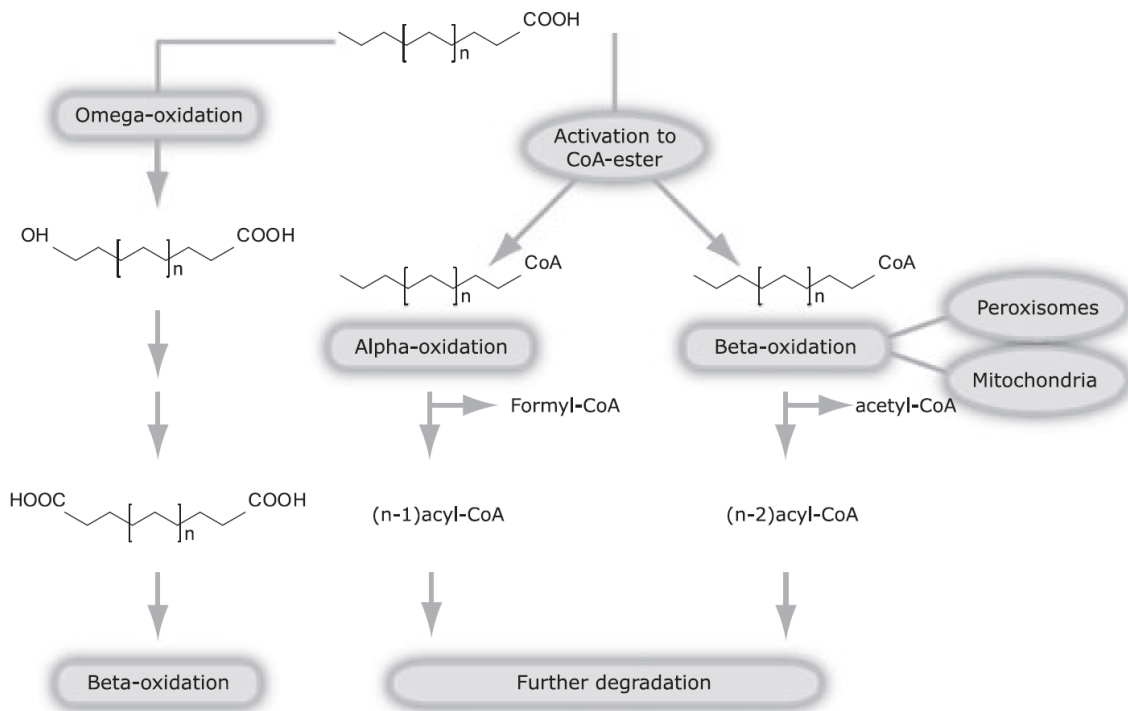 COOH
n
Omega-oxidation
Activation to
CoA-ester
OH
COOH
n
CoA
n
CoA
n
Peroxisomes
Alpha-oxidation
Beta-oxidation
Mitochondria
Formyl-CoA
acetyl-CoA
HOOC
COOH
n
(n-1)acyl-CoA
(n-2)acyl-CoA
Beta-oxidation
Further degradation